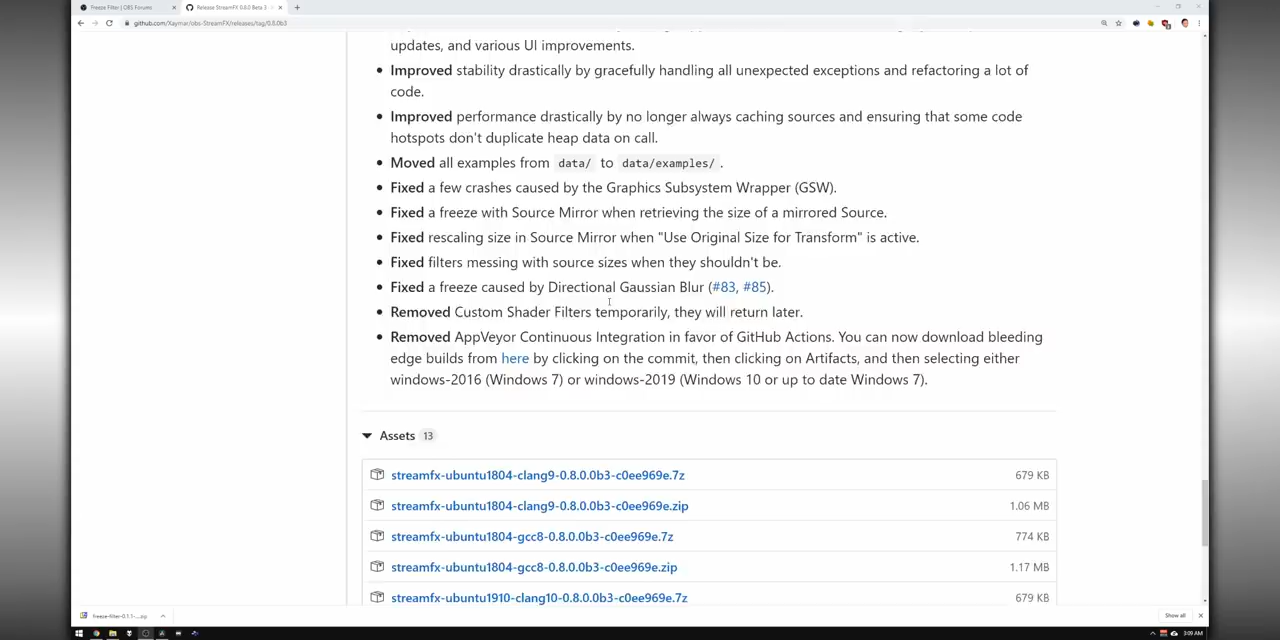 Freeze Filter | OBS Forums
Release StreamFX 0.8.0 Beta 3
github.com/Xaymar/obs-StreamFX/releases/tag/0.8.0b3
updates, and various UI improvements.
Improved stability drastically by gracefully handling all unexpected exceptions and refactoring a lot of
code.
Improved performance drastically by no longer always caching sources and ensuring that some code
hotspots don't duplicate heap data on call.
Moved all examples from data/ to data/examples/ .
Fixed a few crashes caused by the Graphics Subsystem Wrapper (GSW).
Fixed a freeze with Source Mirror when retrieving the size of a mirrored Source.
Fixed rescaling size in Source Mirror when "Use Original Size for Transform" is active.
Fixed filters messing with source sizes when they shouldn't be.
Fixed a freeze caused by Directional Gaussian Blur (#83, #85).
Removed Custom Shader Filters temporarily, they will return later.
Removed AppVeyor Continuous Integration in favor of GitHub Actions. You can now download bleeding
edge builds from here by clicking on the commit, then clicking on Artifacts, and then selecting either
windows-2016 (Windows 7) or windows-2019 (Windows 10 or up to date Windows 7).
Assets 13
streamfx-ubuntu1804-clang9-0.8.0.0b3-c0ee969e.7z 679 KB
streamfx-ubuntu1804-clang9-0.8.0.0b3-c0ee969e.zip 1.06 MB
streamfx-ubuntu1804-gcc8-0.8.0.0b3-c0ee969e.7z 774 KB
streamfx-ubuntu1804-gcc8-0.8.0.0b3-c0ee969e.zip 1.17 MB
streamfx-ubuntu1910-clang10-0.8.0.0b3-c0ee969e.7z 679 KB
freeze-filter-0.1.1-....zip
Show all
3:09 AM